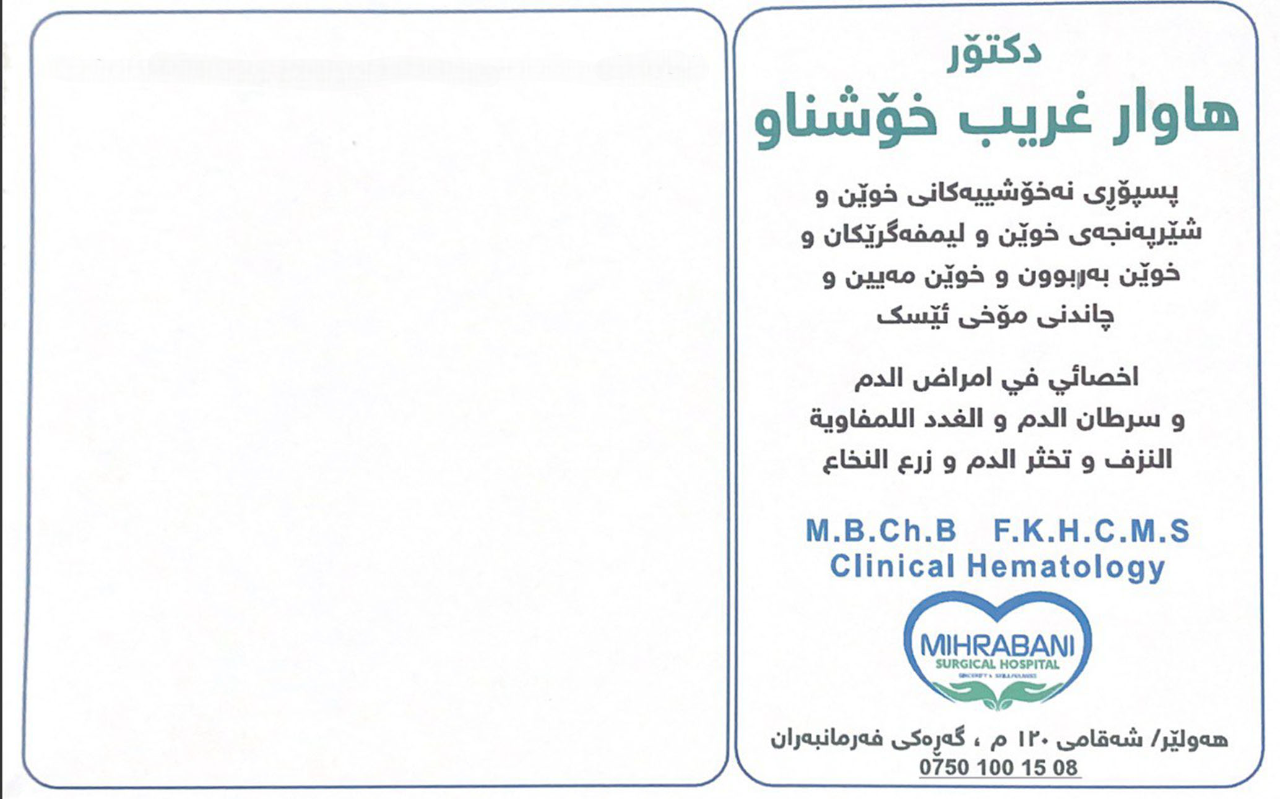 دکتۆر
هاوار غریب خۆشناو
پسپۆڕی نەخۆشییەکانی خوێن و
شێرپەنجەی خوێن و لیمفەگرێکان و
خوێن بەربوون و خوێن مەیین و
چاندنی مۆخی ئێسک
اخصائي في امراض الدم
و سرطان الدم و الغدد اللمفاوية
النزف و تخثر الدم و زرع النخاع
M.B.Ch.B F.K.H.C.M.S
Clinical Hematology
MIHRABANI
SURGICAL HOSPITAL
هەولێر/ شەقامی ١٢٠ م ، گەڕەکی فەرمانبەران
0750 100 15 08